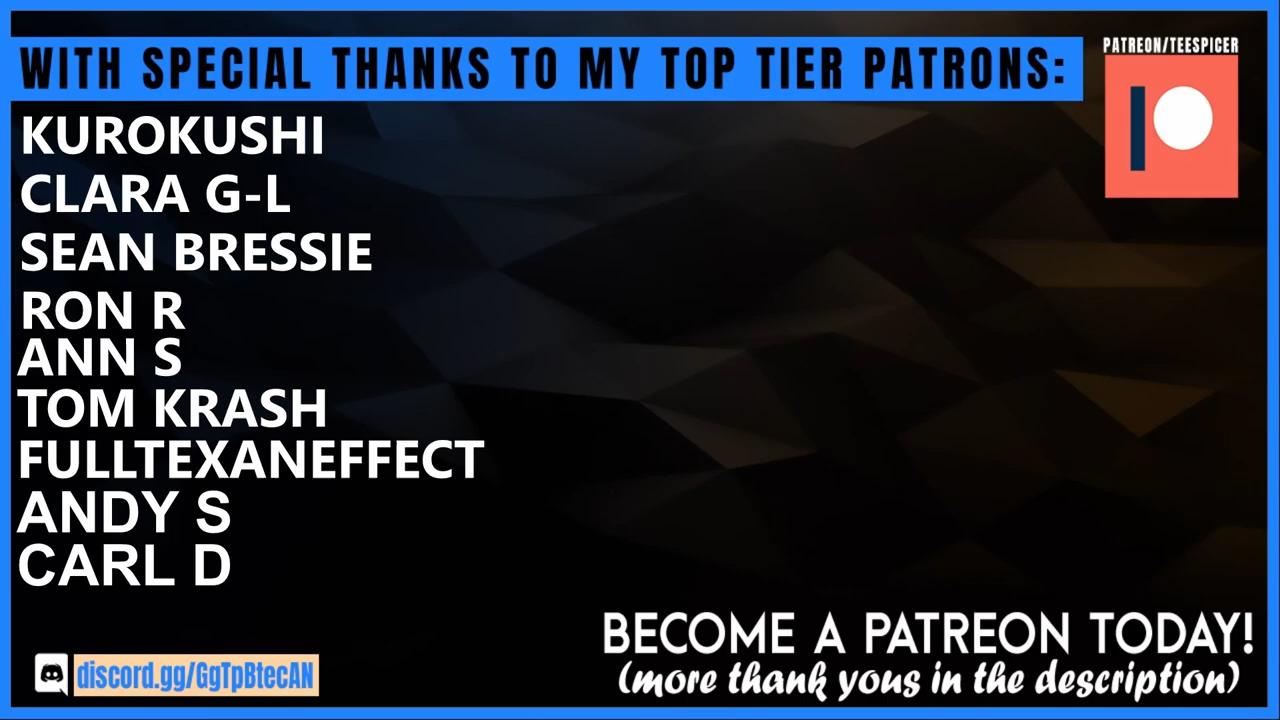 WITH SPECIAL THANKS TO MY TOP TIER PATRONS:
PATREON/TEESPICER
KUROKUSHI
CLARA G-L
SEAN BRESSIE
RON R
ANN S
TOM KRASH
FULLTEXANEFFECT
ANDY S
CARL D
BECOME A PATREON TODAY!
(more thank yous in the description)
discord.gg/GgTpBtecAN